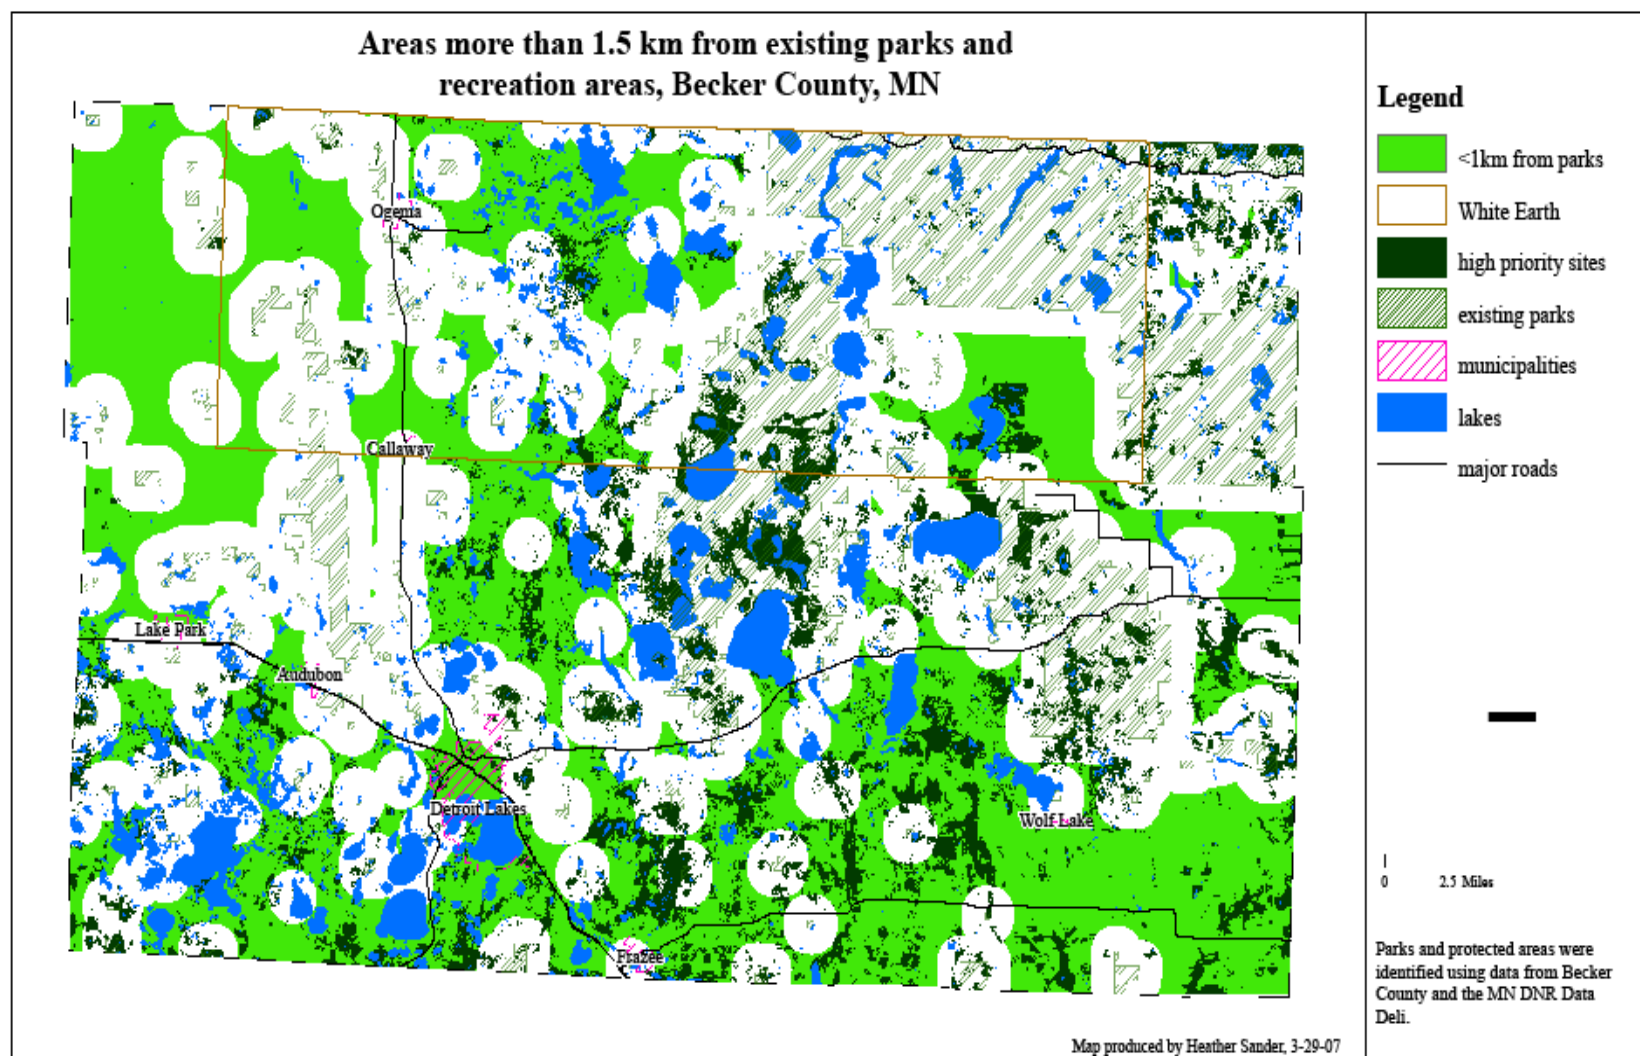 Areas more than 1.5 km from existing parks and
recreation areas, Becker County, MN
Legend
<1km from parks
White Earth
high priority sites
existing parks
municipalities
lakes
major roads
Ogema
Callaway
Lake Park
Audubon
Detroit Lakes
Wolf Lake
Frazee
0 2.5 Miles
Parks and protected areas were
identified using data from Becker
County and the MN DNR Data
Deli.
Map produced by Heather Sander, 3-29-07